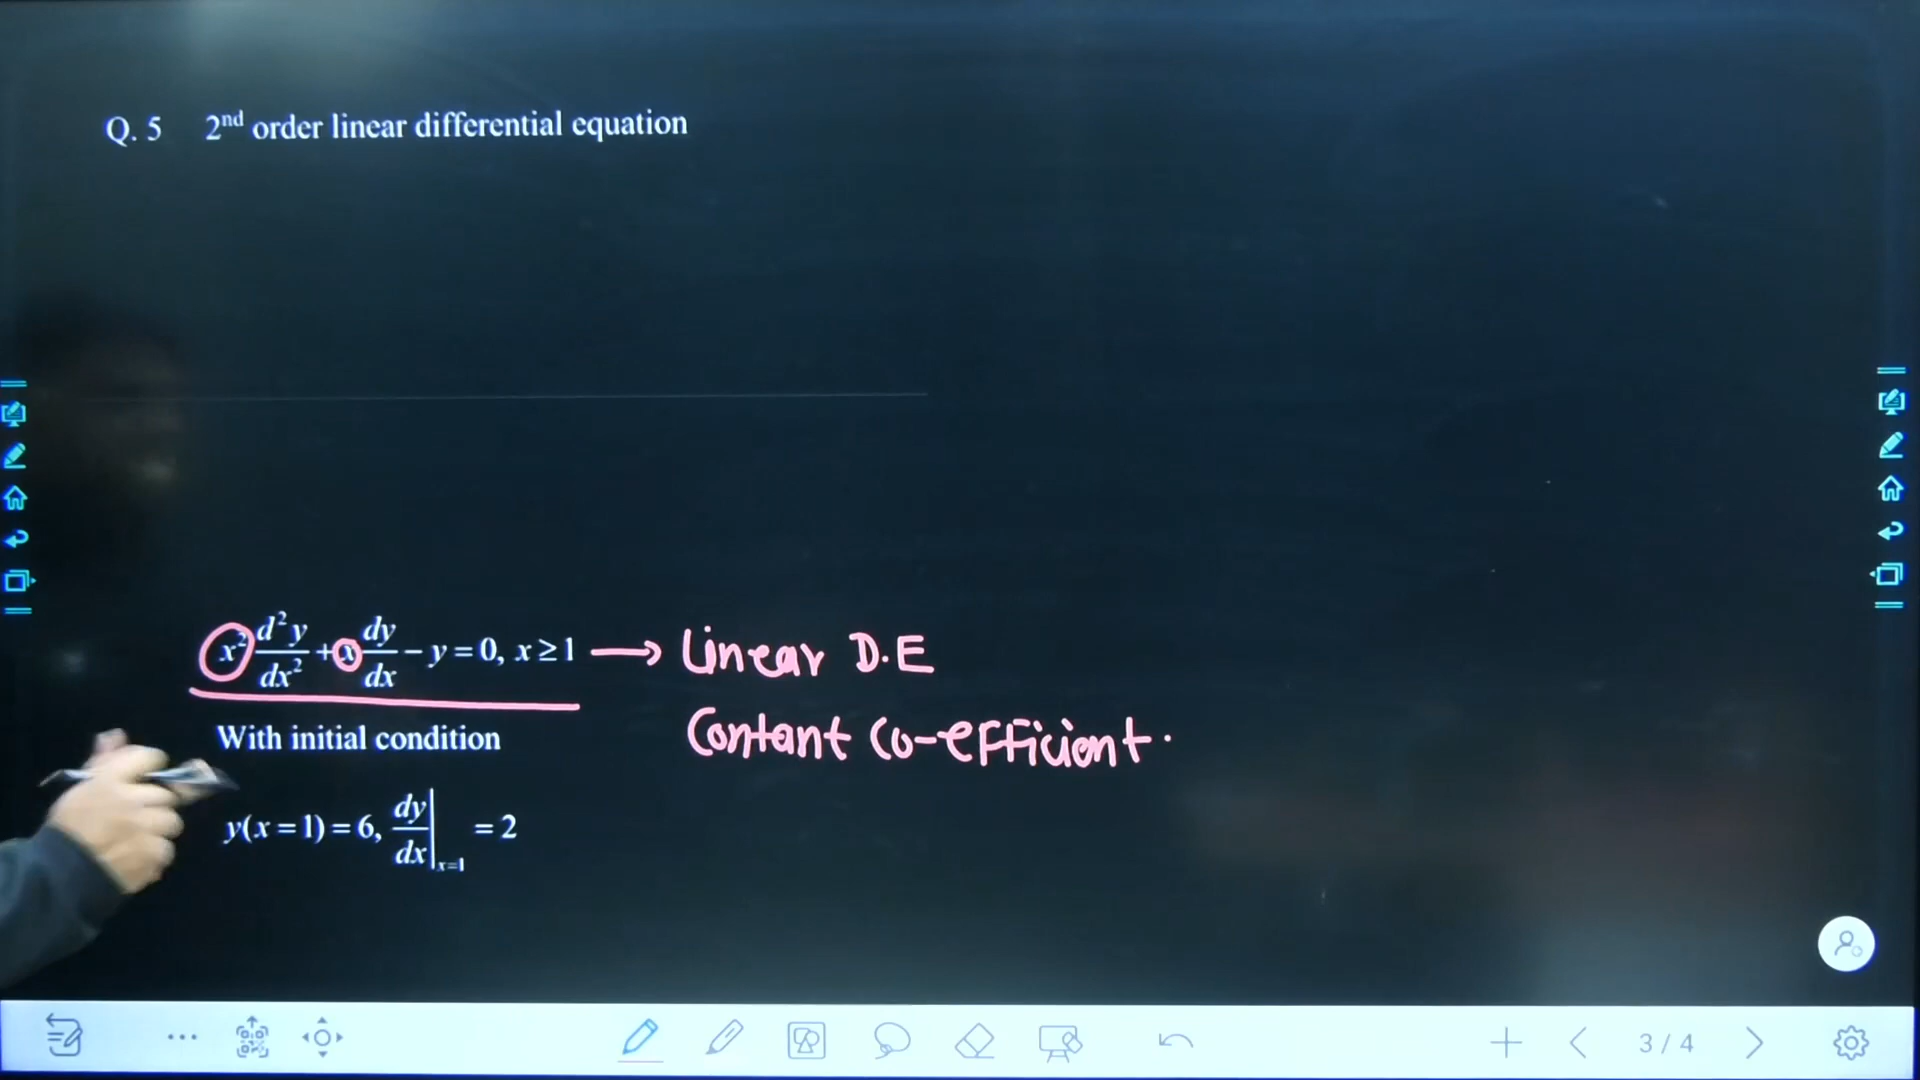 Q. 5 2nd order linear differential equation
x² d²y/dx² + x dy/dx − y = 0, x ≥ 1 → Linear D.E
With initial condition
Contant Co-efficient.
y(x = 1) = 6, dy/dx|x=1 = 2
3 / 4